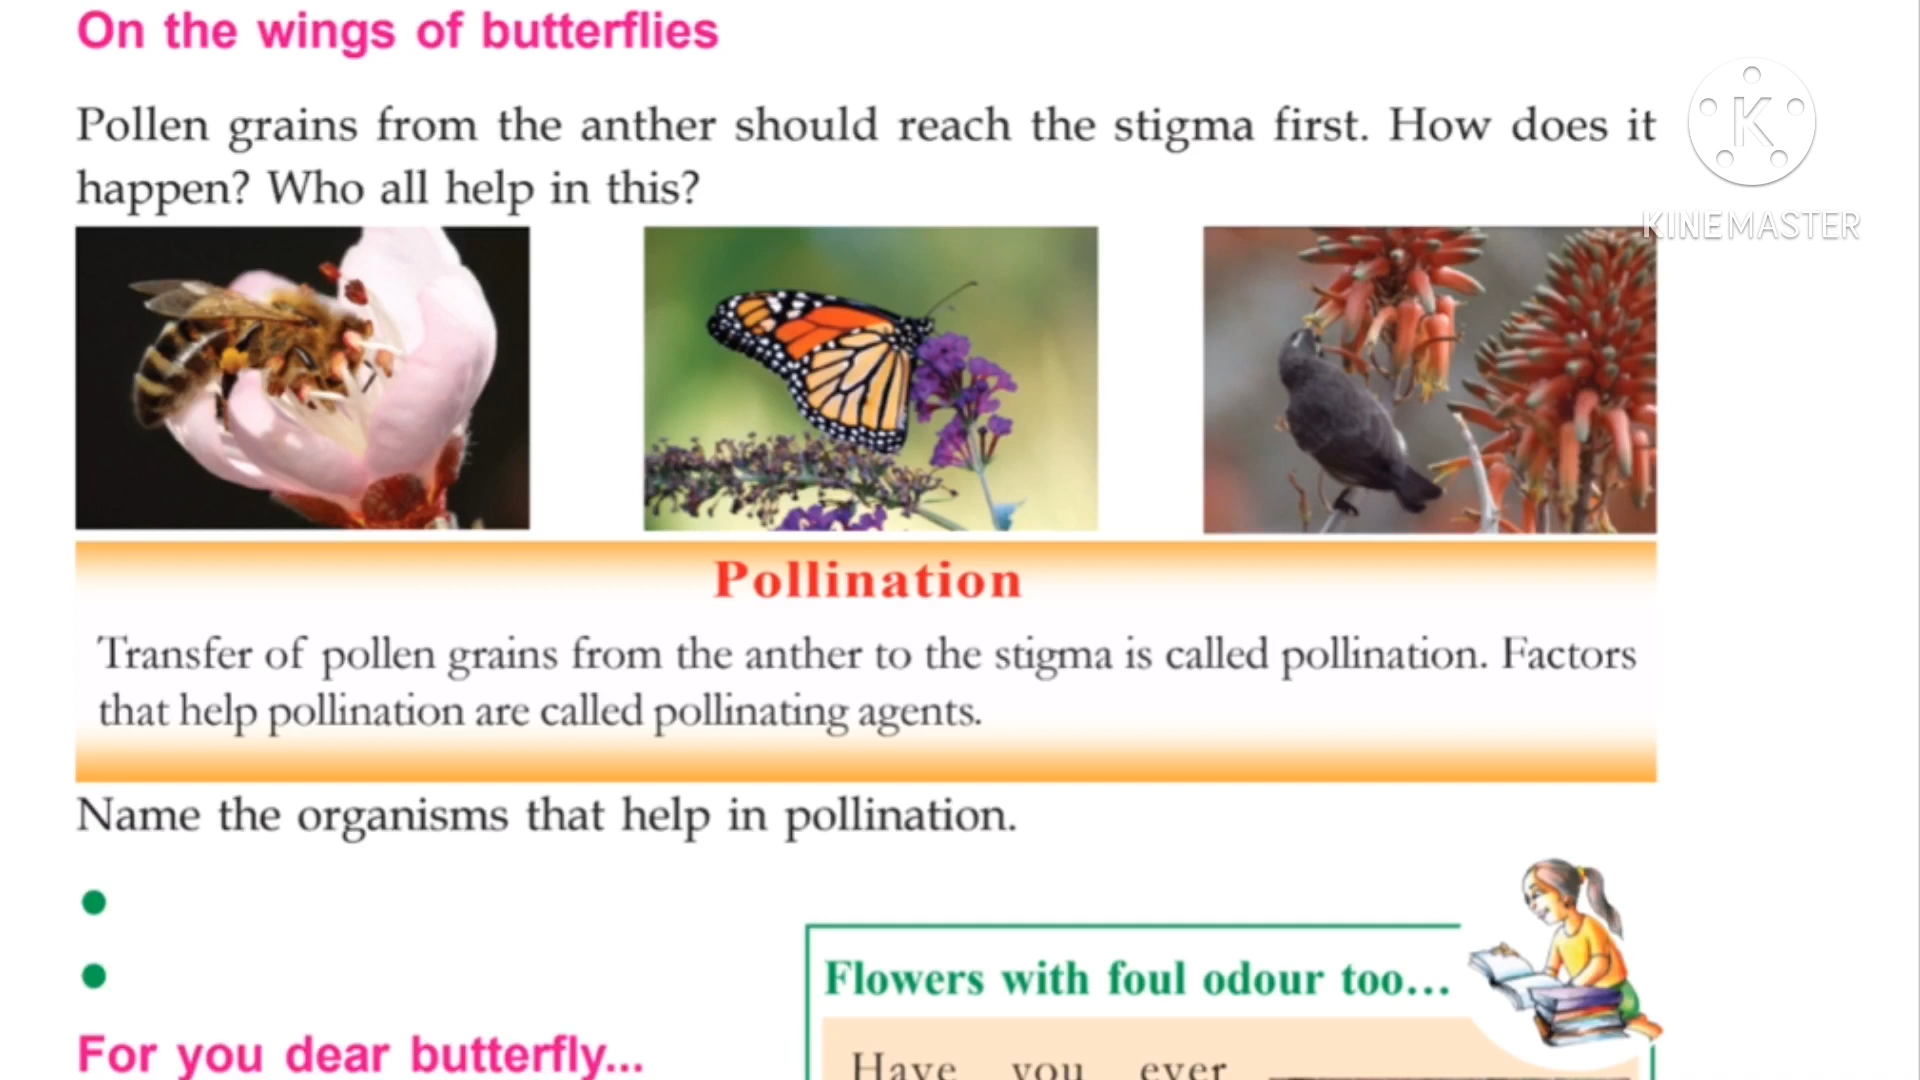 On the wings of butterflies
Pollen grains from the anther should reach the stigma first. How does it
happen? Who all help in this?
KINEMASTER
Pollination
Transfer of pollen grains from the anther to the stigma is called pollination. Factors
that help pollination are called pollinating agents.
Name the organisms that help in pollination.
Flowers with foul odour too...
For you dear butterfly...
Have you ever